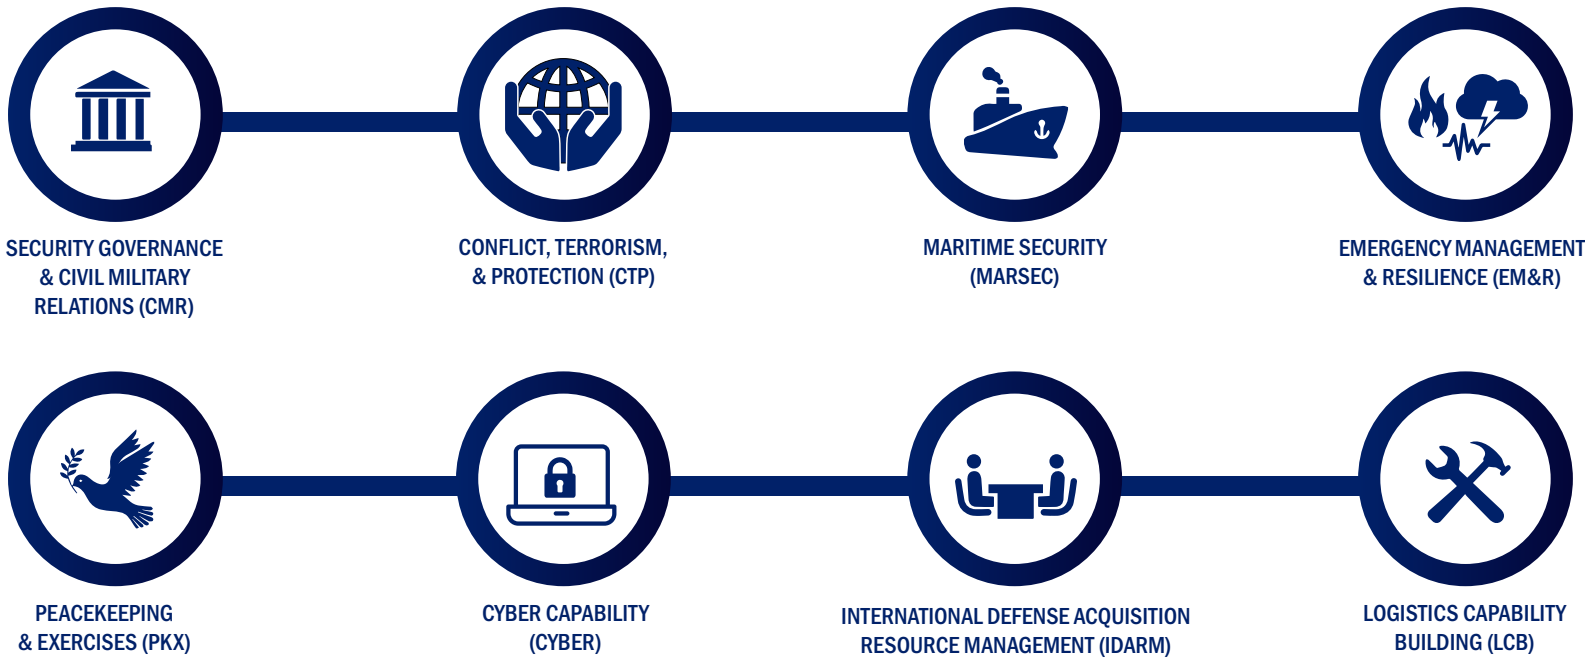 SECURITY GOVERNANCE
& CIVIL MILITARY
RELATIONS (CMR)
CONFLICT, TERRORISM,
& PROTECTION (CTP)
MARITIME SECURITY
(MARSEC)
EMERGENCY MANAGEMENT
& RESILIENCE (EM&R)
PEACEKEEPING
& EXERCISES (PKX)
CYBER CAPABILITY
(CYBER)
INTERNATIONAL DEFENSE ACQUISITION
RESOURCE MANAGEMENT (IDARM)
LOGISTICS CAPABILITY
BUILDING (LCB)